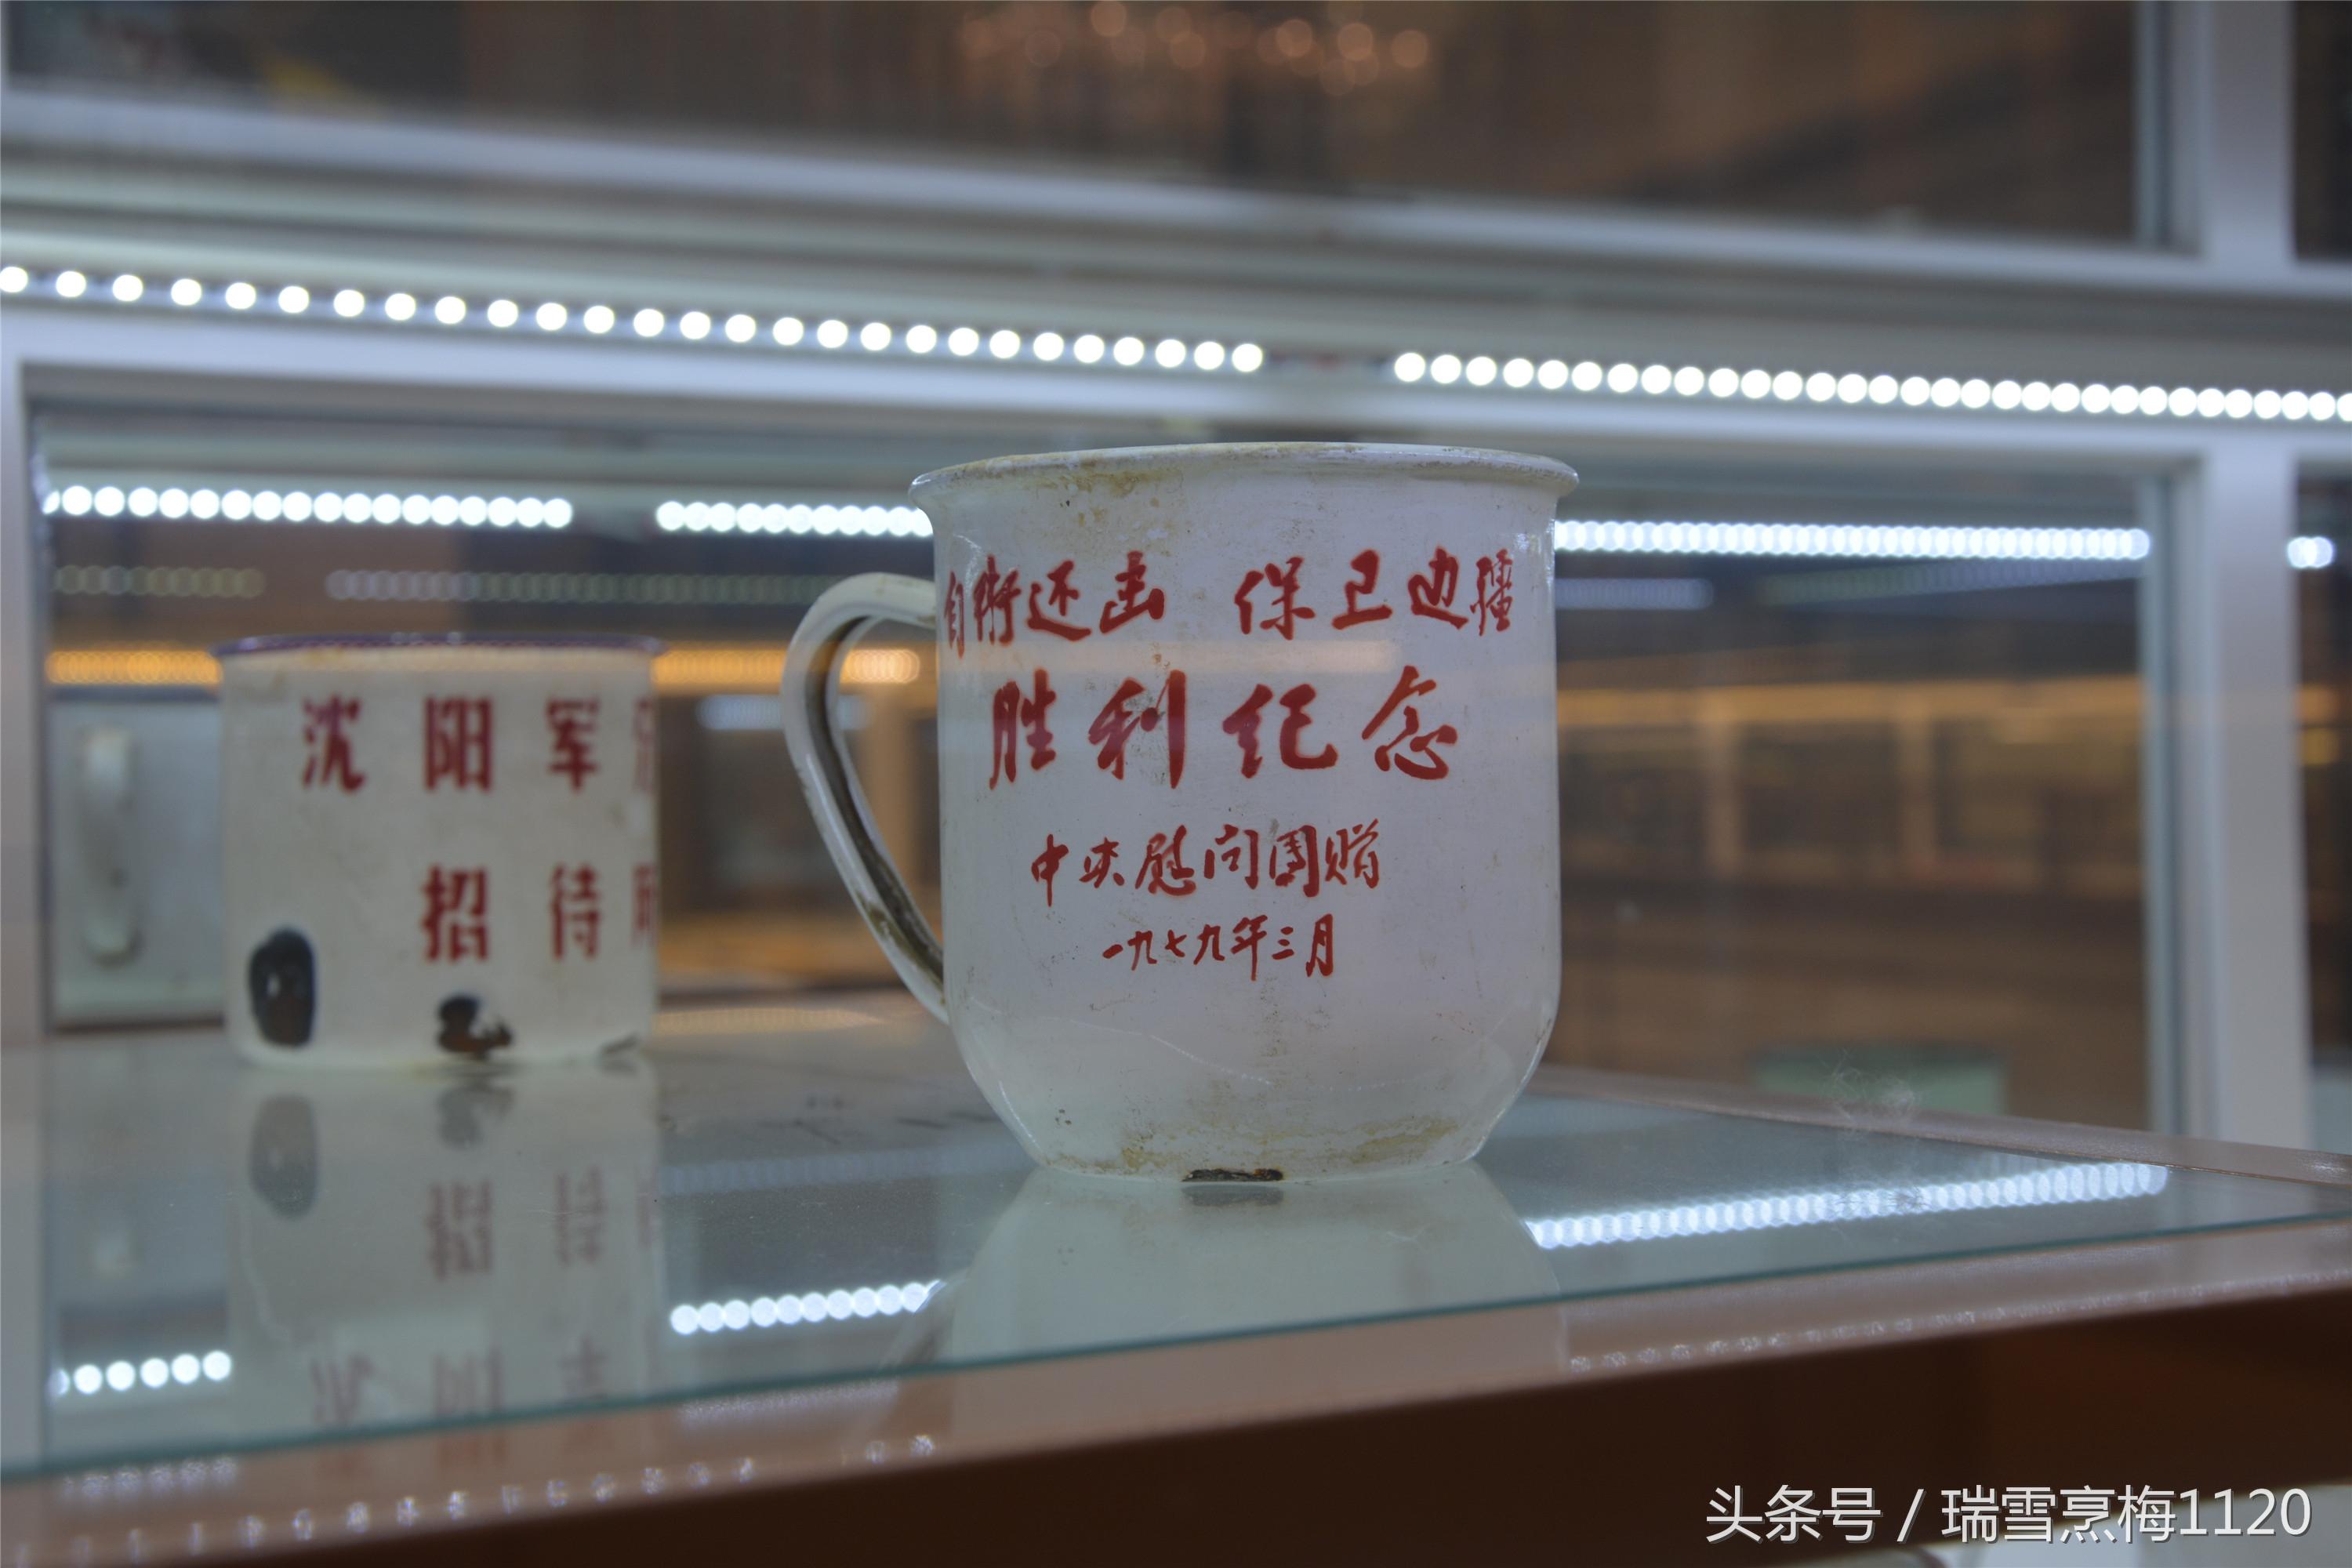 自衛还击 保卫边疆
胜利纪念
中央慰问团赠
一九七九年三月
沈阳军
招待
头条号 / 瑞雪烹梅1120